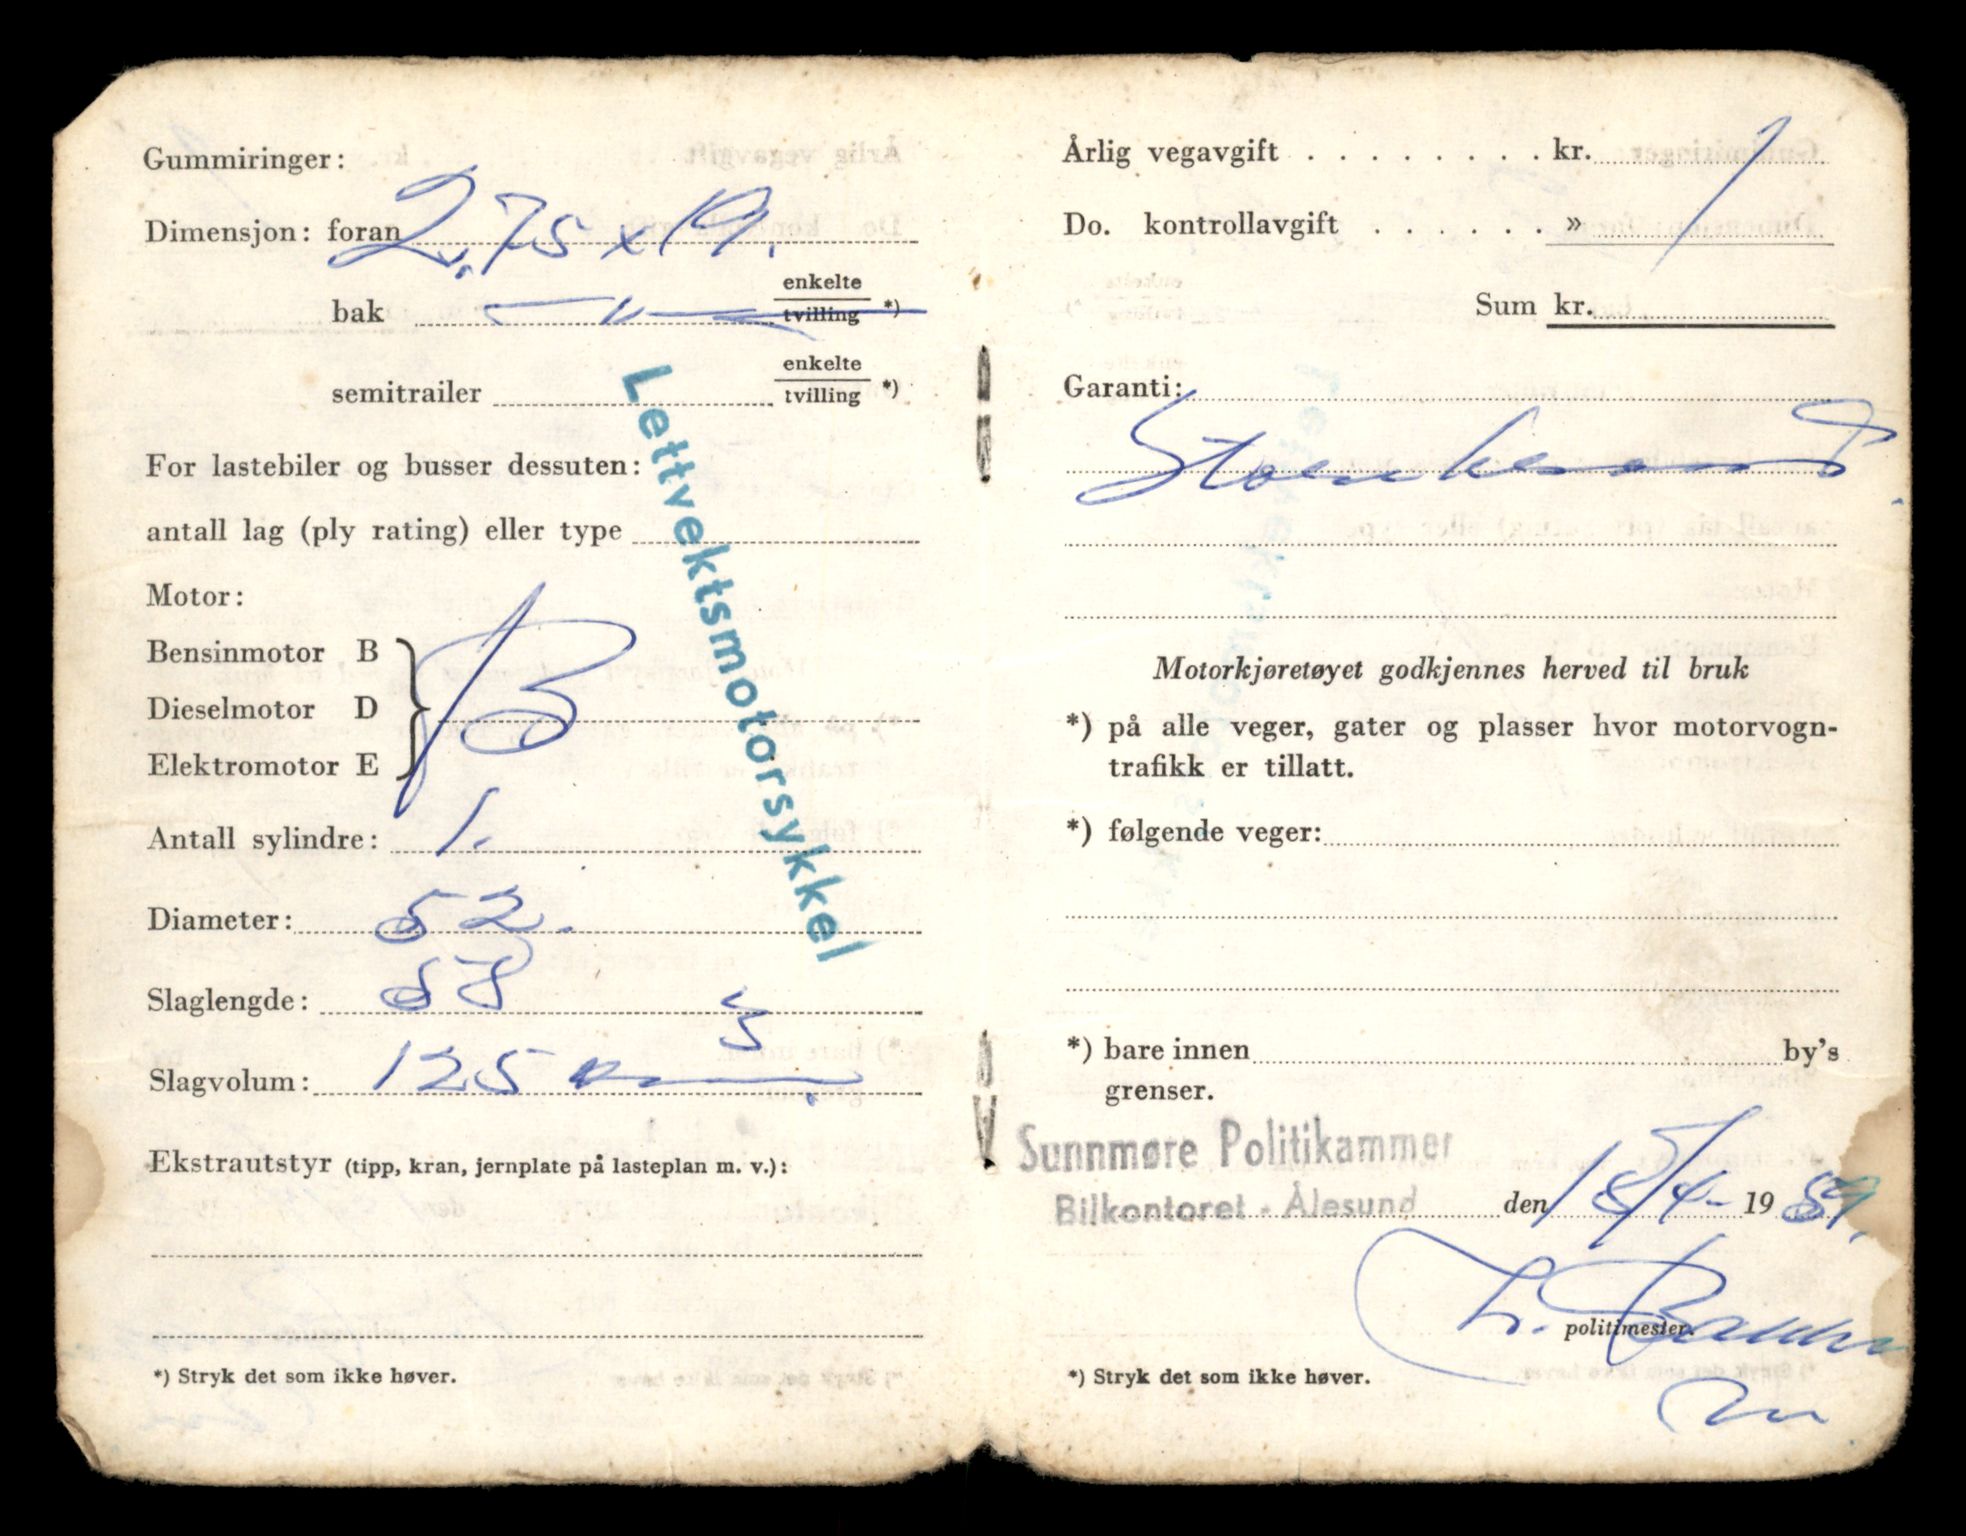 Gummiringer:
Dimensjon: foran 2.75 x 19.
bak — " — enkelte
tvilling *)
semitrailer enkelte
tvilling *)
Lettvektsmotorsykkel
For lastebiler og busser dessuten:
antall lag (ply rating) eller type
Motor:
Bensinmotor B
Dieselmotor D
Elektromotor E
B
Antall sylindre: 1.
Diameter: 52.
Slaglengde: 58
Slagvolum: 125
Ekstrautstyr (tipp, kran, jernplate på lasteplan m. v.):
*) Stryk det som ikke høver.
Årlig vegavgift . . . . . . . . . kr.
Do. kontrollavgift . . . . . . »
Sum kr.
Garanti:
Storebrand.
Motorkjøretøyet godkjennes herved til bruk
*) på alle veger, gater og plasser hvor motorvogn-
trafikk er tillatt.
*) følgende veger:
*) bare innen by's
grenser.
Sunnmøre Politikammer
Bilkontoret - Ålesund den 19 59.
politimester.
*) Stryk det som ikke høver.